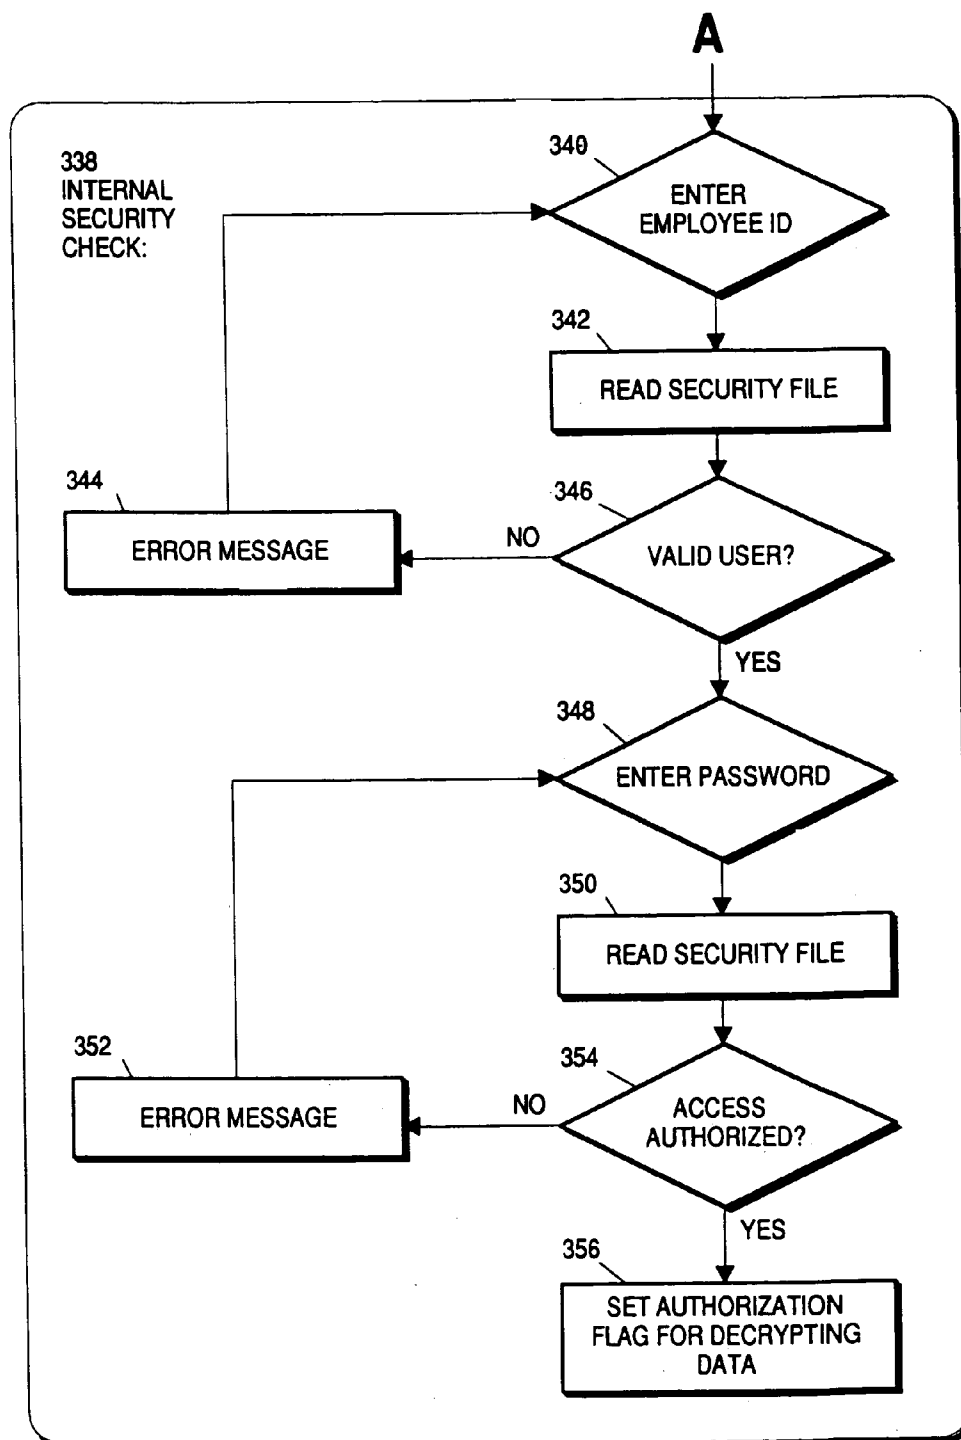 A
338
INTERNAL
SECURITY
CHECK:
340
ENTER
EMPLOYEE ID
342
READ SECURITY FILE
344
ERROR MESSAGE
NO
346
VALID USER?
YES
348
ENTER PASSWORD
350
READ SECURITY FILE
352
ERROR MESSAGE
NO
354
ACCESS
AUTHORIZED?
YES
356
SET AUTHORIZATION
FLAG FOR DECRYPTING
DATA